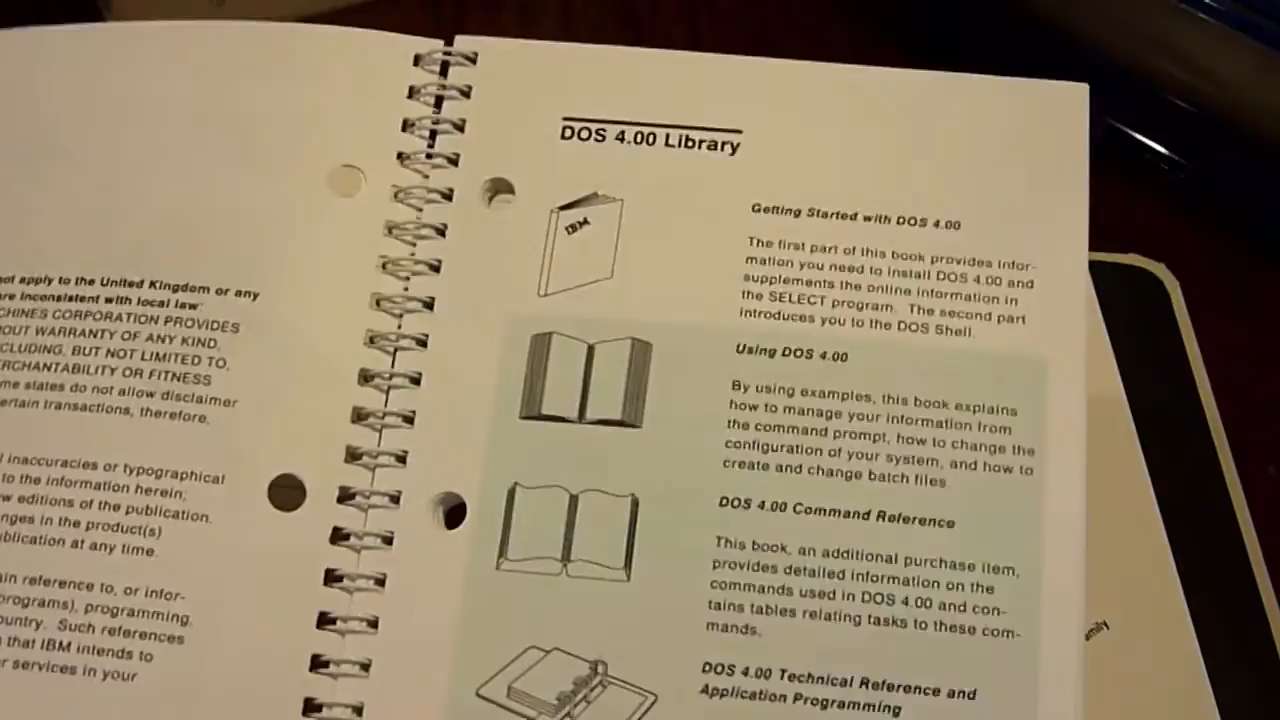 not apply to the United Kingdom or any
are inconsistent with local law:
CHINES CORPORATION PROVIDES
HOUT WARRANTY OF ANY KIND,
CLUDING, BUT NOT LIMITED TO,
ERCHANTABILITY OR FITNESS
me states do not allow disclaimer
ertain transactions, therefore,
l inaccuracies or typographical
to the information herein;
w editions of the publication.
nges in the product(s)
ublication at any time.
ain reference to, or infor-
programs), programming,
ountry. Such references
that IBM intends to
r services in your
DOS 4.00 Library
IBM
Getting Started with DOS 4.00
The first part of this book provides infor-
mation you need to install DOS 4.00 and
supplements the online information in
the SELECT program. The second part
introduces you to the DOS Shell.
Using DOS 4.00
By using examples, this book explains
how to manage your information from
the command prompt, how to change the
configuration of your system, and how to
create and change batch files.
DOS 4.00 Command Reference
This book, an additional purchase item,
provides detailed information on the
commands used in DOS 4.00 and con-
tains tables relating tasks to these com-
mands.
DOS 4.00 Technical Reference and
Application Programming
amily